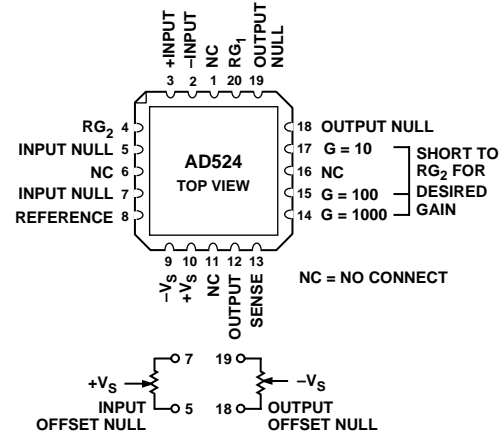 +INPUT
–INPUT
NC
RG1
OUTPUT NULL
3 2 1 20 19
RG2 4
INPUT NULL 5
NC 6
INPUT NULL 7
REFERENCE 8
AD524
TOP VIEW
18 OUTPUT NULL
17 G = 10
16 NC
15 G = 100
14 G = 1000
SHORT TO
RG2 FOR
DESIRED
GAIN
9 10 11 12 13
–VS
+VS
NC
OUTPUT
SENSE
NC = NO CONNECT
7
+VS
5
INPUT
OFFSET NULL
19
–VS
18
OUTPUT
OFFSET NULL